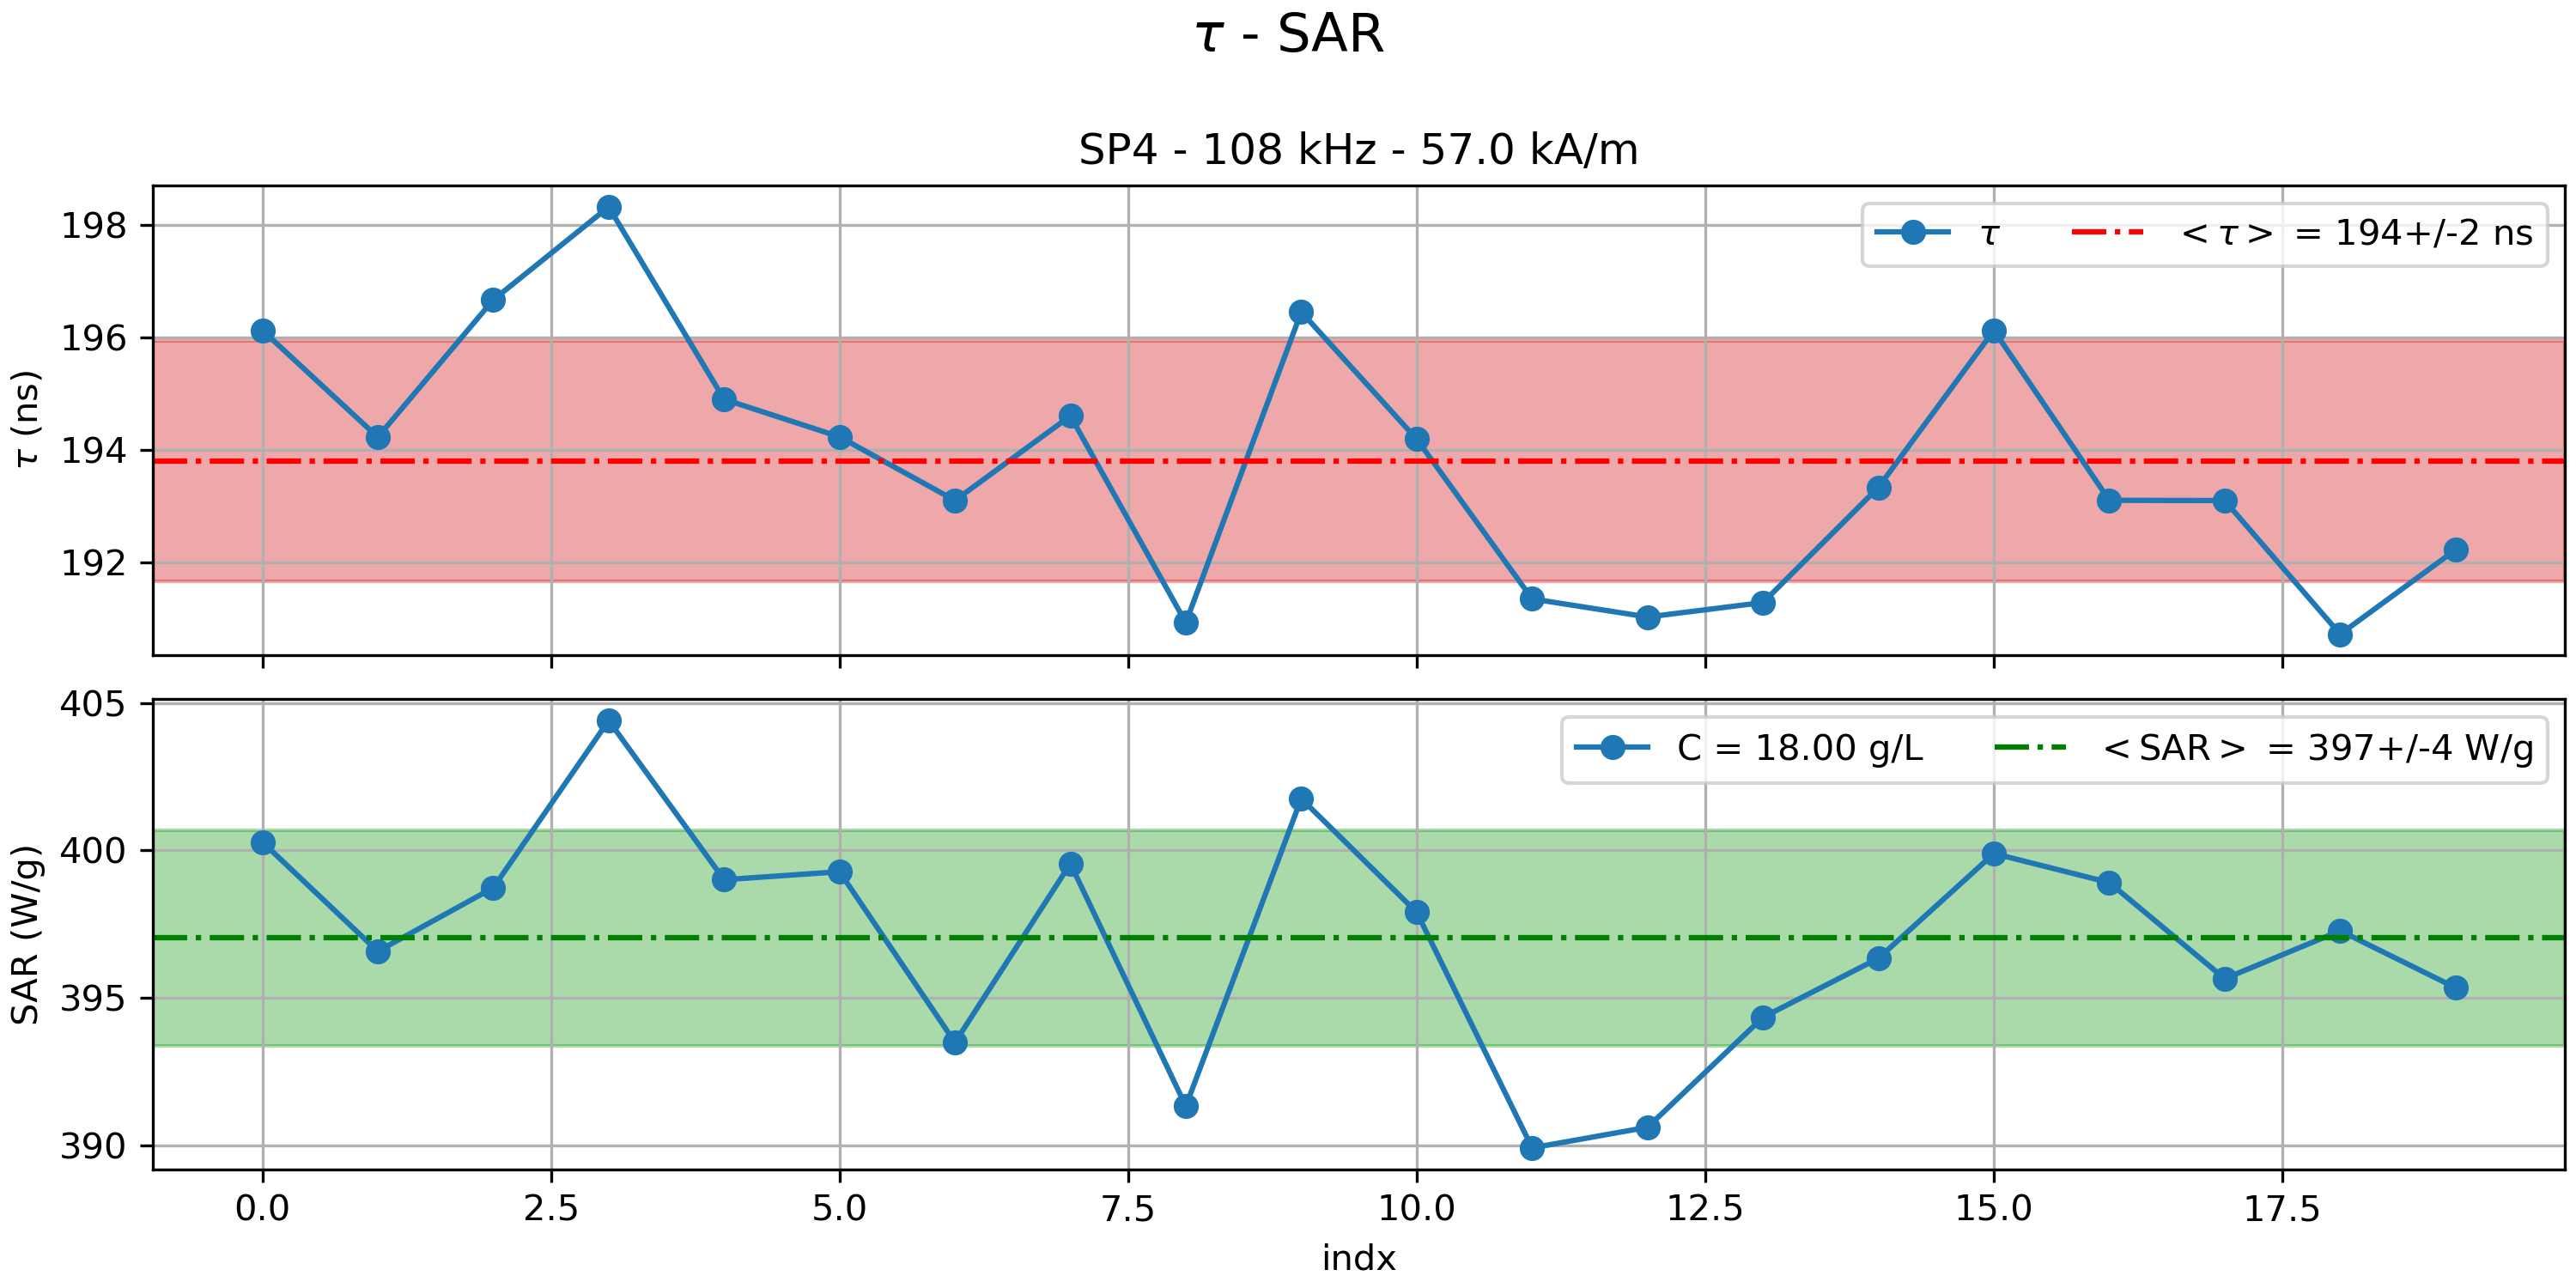 τ - SAR
SP4 - 108 kHz - 57.0 kA/m
τ (ns)
198
196
194
192
τ
<τ> = 194+/-2 ns
SAR (W/g)
405
400
395
390
C = 18.00 g/L
<SAR> = 397+/-4 W/g
0.0 2.5 5.0 7.5 10.0 12.5 15.0 17.5
indx